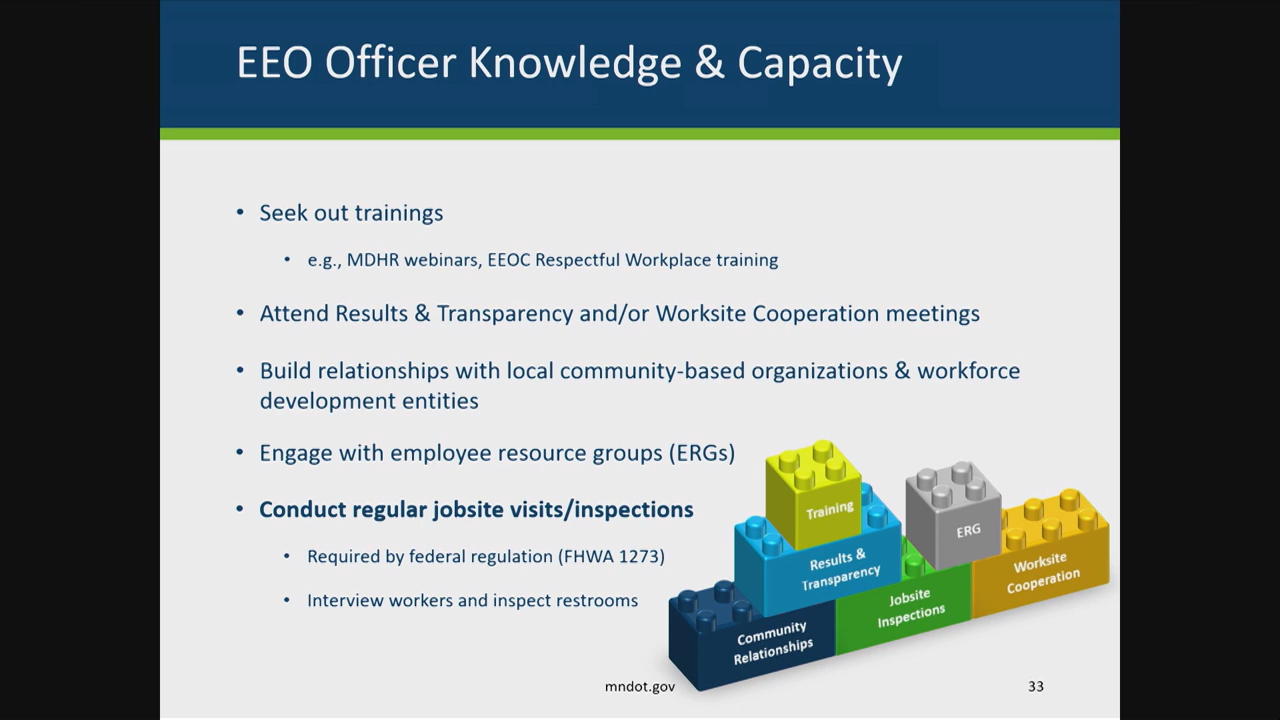 EEO Officer Knowledge & Capacity
• Seek out trainings
• e.g., MDHR webinars, EEOC Respectful Workplace training
• Attend Results & Transparency and/or Worksite Cooperation meetings
• Build relationships with local community-based organizations & workforce
development entities
• Engage with employee resource groups (ERGs)
• Conduct regular jobsite visits/inspections
• Required by federal regulation (FHWA 1273)
• Interview workers and inspect restrooms
Training
Results &
Transparency
ERG
Worksite
Cooperation
Jobsite
Inspections
Community
Relationships
mndot.gov
33